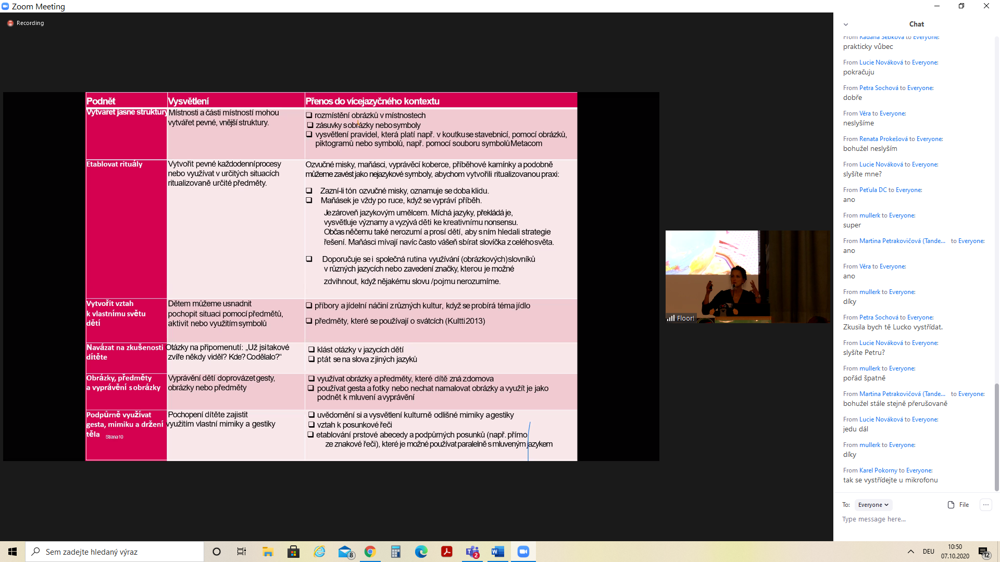 Zoom Meeting
Recording
Podnět
Vysvětlení
Přenos do vícejazyčného kontextu
Vytvářet jasné struktury
Místnosti a části místností mohou
vytvářet pevné, vnější struktury.
❑ rozmístění obrázků v místnostech
❑ zásuvky s obrázky nebo symboly
❑ vysvětlení pravidel, která platí např. v koutku se stavebnicí, pomocí obrázků,
piktogramů nebo symbolů, např. pomocí souboru symbolů Metacom
Etablovat rituály
Vytvořit pevné každodenní procesy
nebo využívat v určitých situacích
ritualizovaně určité předměty.
Ozvučné misky, maňásci, vyprávěcí koberce, příběhové kamínky a podobně
můžeme zavést jako nejazykové symboly, abychom vytvořili ritualizovanou praxi:
❑ Zazní-li tón ozvučné misky, oznamuje se doba klidu.
❑ Maňásek je vždy po ruce, když se vypráví příběh.
Je zároveň jazykovým umělcem. Míchá jazyky, překládá je,
vysvětluje významy a vyzývá děti ke kreativnímu nonsensu.
Občas něčemu také nerozumí a prosí dětí, aby s ním hledali strategie
řešení. Maňásci mívají navíc často vášeň sbírat slovíčka z celého světa.
❑ Doporučuje se i společná rutina využívání (obrázkových) slovníků
v různých jazycích nebo zavedení značky, kterou je možné
zdvihnout, když nějakému slovu /pojmu nerozumíme.
Vytvořit vztah
k vlastnímu světu
dětí
Dětem můžeme usnadnit
pochopit situaci pomocí předmětů,
aktivit nebo využitím symbolů
❑ příbory a jídelní náčiní z různých kultur, když se probírá téma jídlo
❑ předměty, které se používají o svátcích (Kultti 2013)
Navázat na zkušenosti
dítěte
Otázky na připomenutí: „Už jsi takové
zvíře někdy viděl? Kde? Co dělalo?“
❑ klást otázky v jazycích dětí
❑ ptát se na slova z jiných jazyků
Obrázky, předměty
a vyprávění s obrázky
Vyprávění dětí doprovázet gesty,
obrázky nebo předměty
❑ využívat obrázky a předměty, které dítě zná z domova
❑ používat gesta a fotky nebo nechat namalovat obrázky a využít je jako
podnět k mluvení a vyprávění
Podpůrně využívat
gesta, mimiku a držení
těla
Strana 10
Pochopení dítěte zajistit
využitím vlastní mimiky a gestiky
❑ uvědomění si a vysvětlení kulturně odlišné mimiky a gestiky
❑ vztah k posunkové řeči
❑ etablování prstové abecedy a podpůrných posunků (např. přímo
ze znakové řeči), které je možné používat paralelně s mluveným jazykem
Floor!
Chat
From Radana Šebková to Everyone:
prakticky vůbec
From Lucie Nováková to Everyone:
pokračuju
From Petra Sochová to Everyone:
dobře
From Věra to Everyone:
neslyšíme
From Renata Prokešová to Everyone:
bohužel neslyším
From Lucie Nováková to Everyone:
slyšíte mne?
From Peťula DC to Everyone:
ano
From mullerk to Everyone:
super
From Martina Petrakovičová (Tande... to Everyone:
ano
From Věra to Everyone:
ano
From mullerk to Everyone:
díky
From Petra Sochová to Everyone:
Zkusila bych tě Lucko vystřídat.
From Lucie Nováková to Everyone:
slyšíte Petru?
From mullerk to Everyone:
pořád špatně
From Martina Petrakovičová (Tande... to Everyone:
bohužel stále stejně přerušovaně
From Lucie Nováková to Everyone:
jedu dál
From mullerk to Everyone:
díky
From Karel Pokorny to Everyone:
tak se vystřídejte u mikrofonu
To: Everyone File
Type message here...
Sem zadejte hledaný výraz
8
2
DEU
10:50
07.10.2020
12